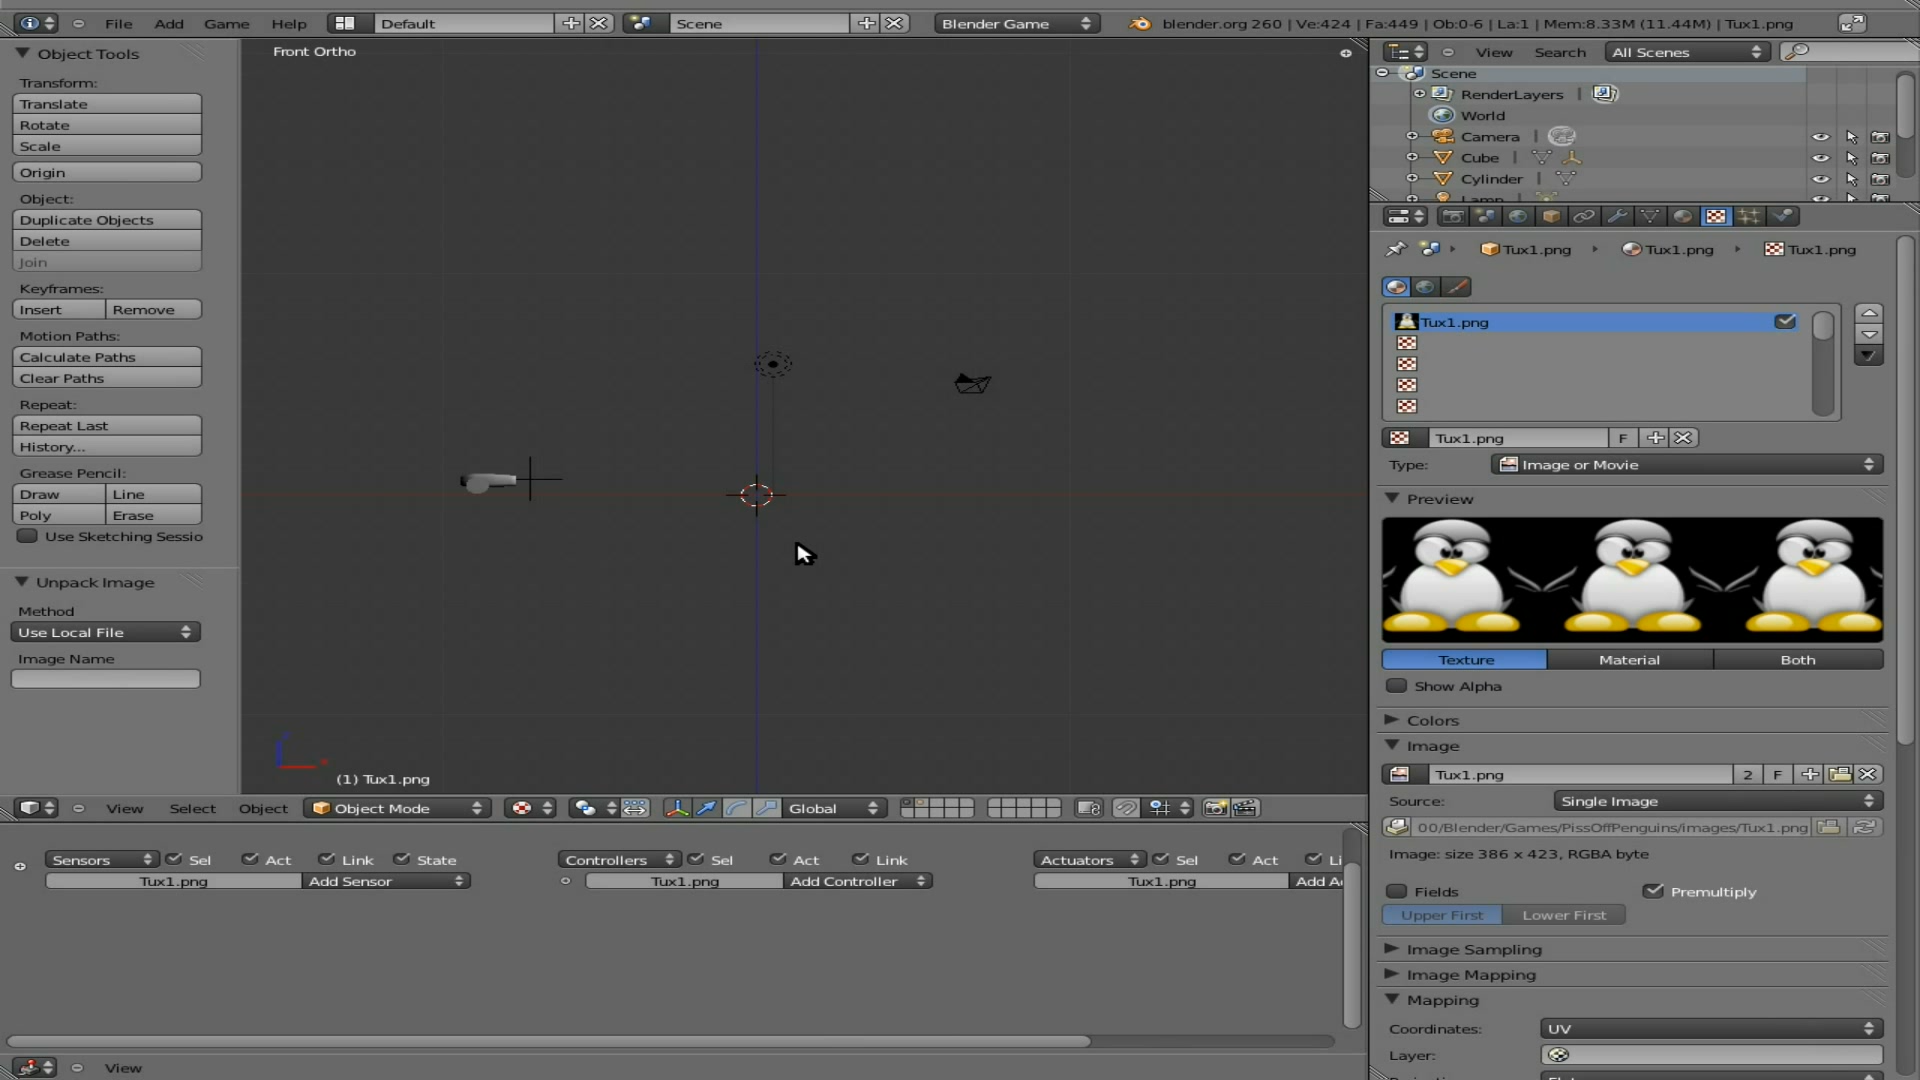 File Add Game Help Default Scene Blender Game blender.org 260 | Ve:424 | Fa:449 | Ob:0-6 | La:1 | Mem:8.33M (11.44M) | Tux1.png
Object Tools
Transform:
Translate
Rotate
Scale
Origin
Object:
Duplicate Objects
Delete
Join
Keyframes:
Insert Remove
Motion Paths:
Calculate Paths
Clear Paths
Repeat:
Repeat Last
History...
Grease Pencil:
Draw Line
Poly Erase
Use Sketching Sessio
Unpack Image
Method
Use Local File
Image Name
Front Ortho
(1) Tux1.png
View Select Object Object Mode Global
Sensors Sel Act Link State Controllers Sel Act Link Actuators Sel Act Li
Tux1.png Add Sensor Tux1.png Add Controller Tux1.png Add A
View
View Search All Scenes
Scene
RenderLayers
World
Camera
Cube
Cylinder
Lamp
Tux1.png Tux1.png Tux1.png
Tux1.png
Tux1.png F
Type: Image or Movie
Preview
Texture Material Both
Show Alpha
Colors
Image
Tux1.png 2 F
Source: Single Image
00/Blender/Games/PissOffPenguins/images/Tux1.png
Image: size 386 x 423, RGBA byte
Fields Premultiply
Upper First Lower First
Image Sampling
Image Mapping
Mapping
Coordinates: UV
Layer: